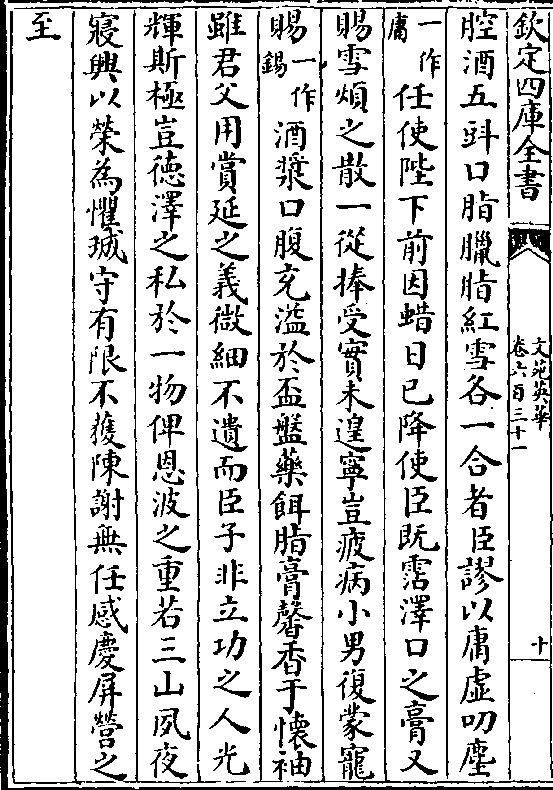 欽定四庫全書
文苑英華
卷六百三十一
十
腔酒五㪷口脂臘脂紅雪各一合者臣謬以庸虛叨塵
一作庸任使陛下前因蜡日已降使臣既霑澤口之膏又
賜雪煩之散一從捧受實未遑寧豈疲病小男復蒙寵
賜一作錫酒漿口腹充溢於盃盤藥餌脂膏馨香于懷袖
雖君父用賞延之義微細不遺而臣子非立功之人光
輝斯極豈德澤之私於一物俾恩波之重若三山夙夜
寢興以榮為懼瑊守有限不獲陳謝無任感慶屏營之
至